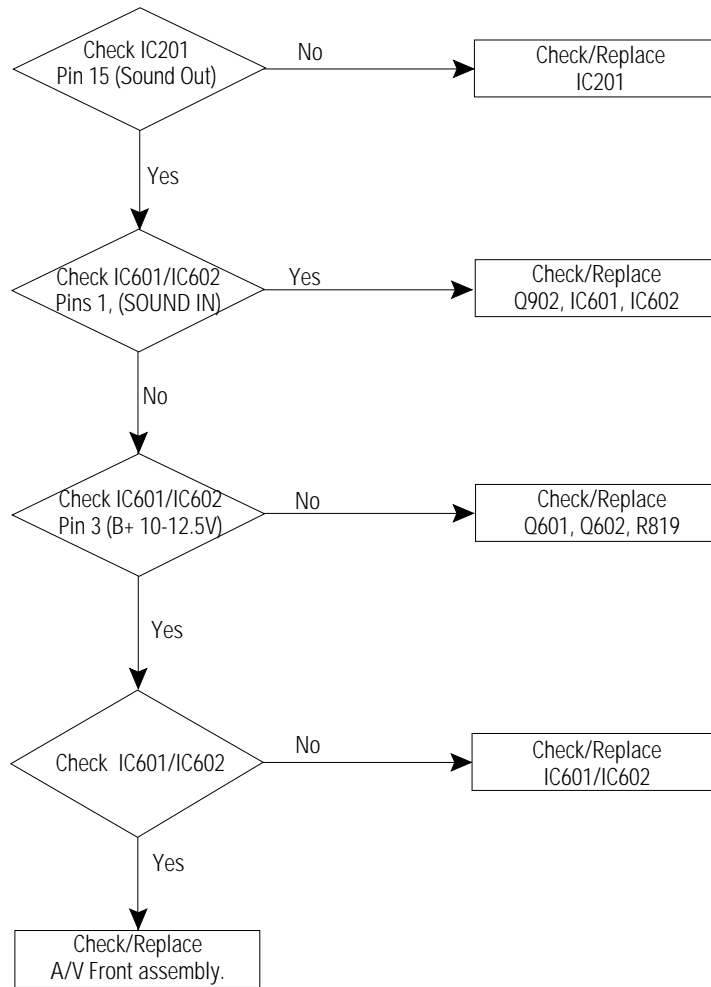 Check IC201
Pin 15 (Sound Out)
No
Check/Replace
IC201
Yes
Check IC601/IC602
Pins 1, (SOUND IN)
Yes
Check/Replace
Q902, IC601, IC602
No
Check IC601/IC602
Pin 3 (B+ 10-12.5V)
No
Check/Replace
Q601, Q602, R819
Yes
Check IC601/IC602
No
Check/Replace
IC601/IC602
Yes
Check/Replace
A/V Front assembly.